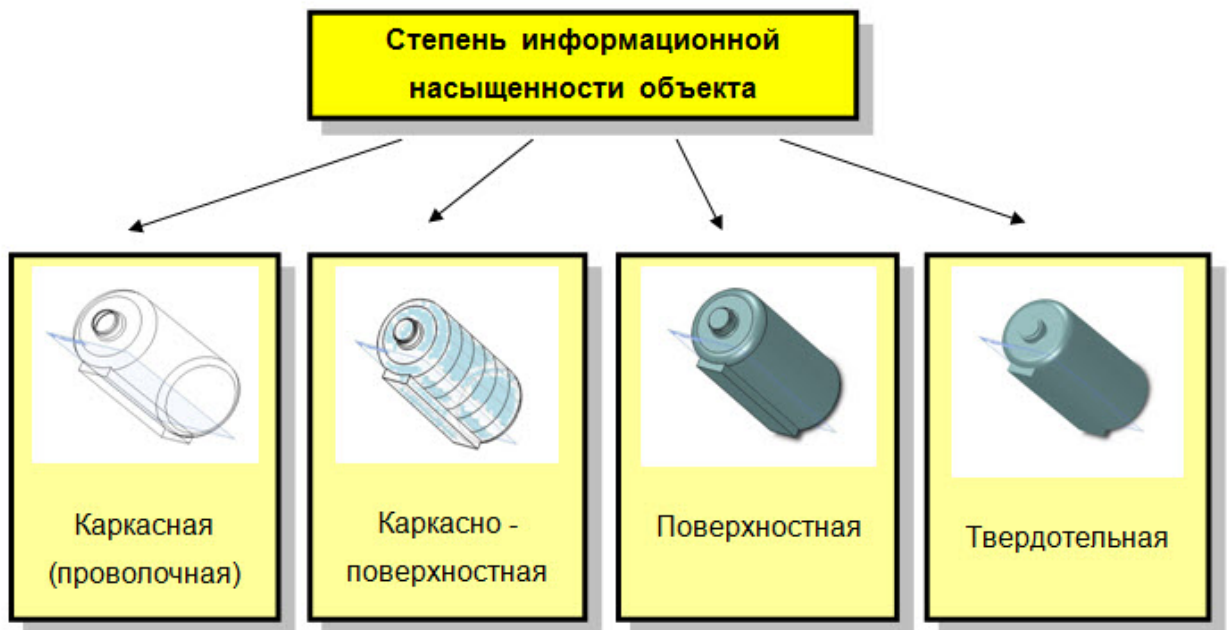 Степень информационной
насыщенности объекта
Каркасная
(проволочная)
Каркасно -
поверхностная
Поверхностная
Твердотельная